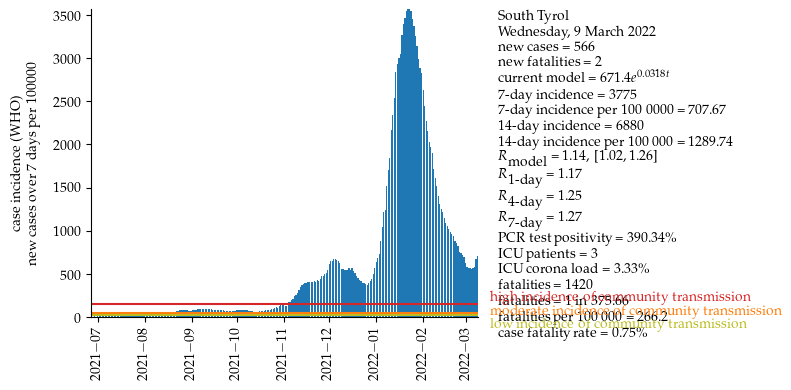 case incidence (WHO)
new cases over 7 days per 100000
3500
3000
2500
2000
1500
1000
500
0
2021−07
2021−08
2021−09
2021−10
2021−11
2021−12
2022−01
2022−02
2022−03
South Tyrol
Wednesday, 9 March 2022
new cases = 566
new fatalities = 2
current model = 671.4e^0.0318t
7-day incidence = 3775
7-day incidence per 100 0000 = 707.67
14-day incidence = 6880
14-day incidence per 100 000 = 1289.74
R_model = 1.14, [1.02, 1.26]
R_1-day = 1.17
R_4-day = 1.25
R_7-day = 1.27
PCR test positivity = 390.34%
ICU patients = 3
ICU corona load = 3.33%
fatalities = 1420
high incidence of community transmission
fatalities = 1 in 375.66
moderate incidence of community transmission
fatalities per 100 000 = 266.2
low incidence of community transmission
case fatality rate = 0.75%